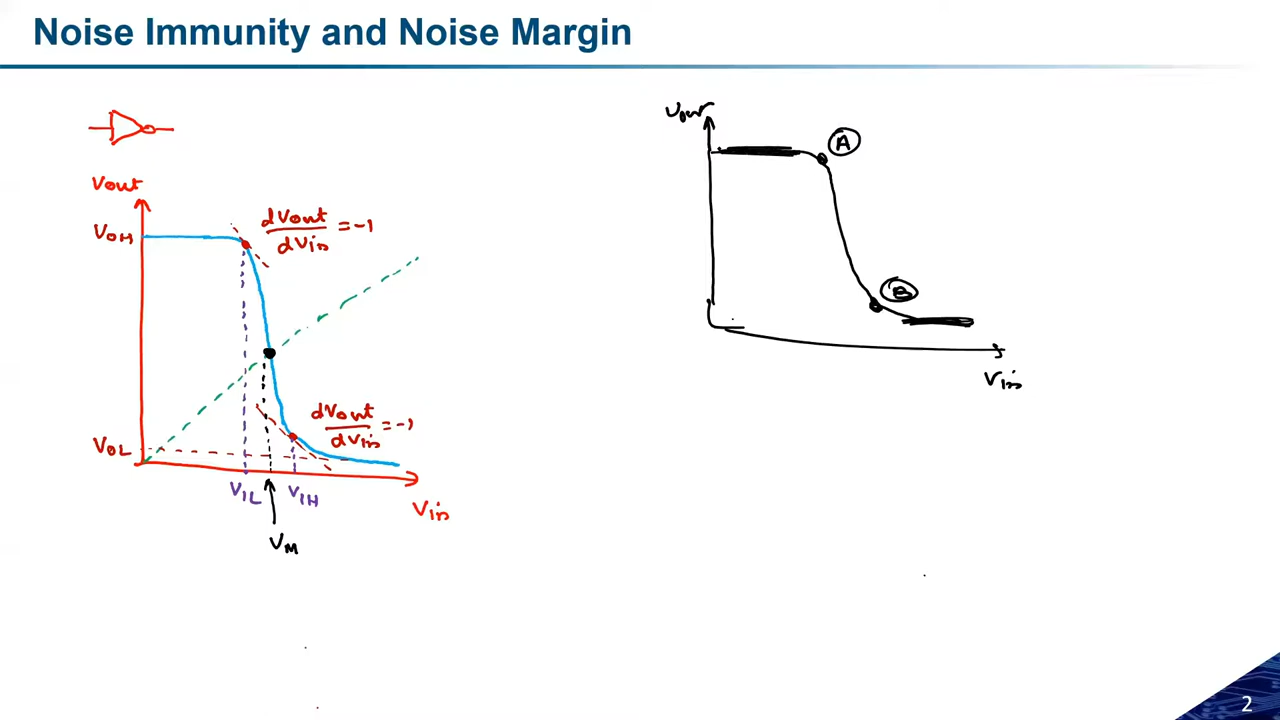 Noise Immunity and Noise Margin
Vout
VOH
dVout
dVin
= -1
VOL
dVout
dVin
= -1
VIL
VIH
Vin
VM
Vout
A
B
Vin
2